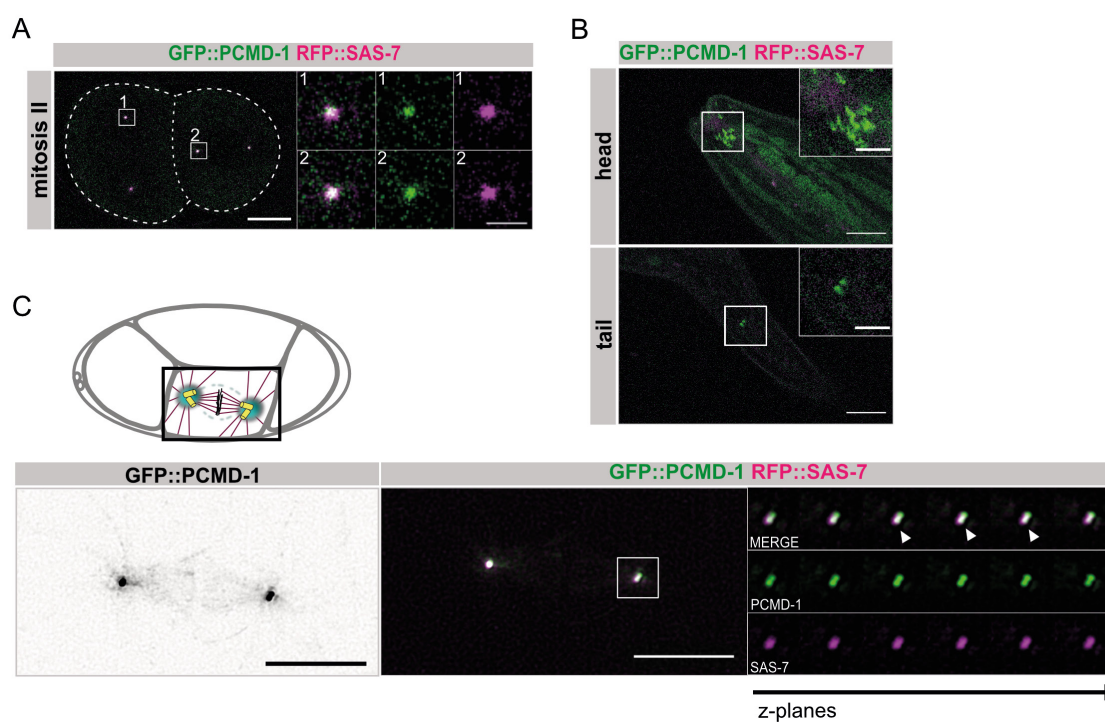 A
GFP::PCMD-1 RFP::SAS-7
mitosis II
1
2
1
1
1
2
2
2
B
GFP::PCMD-1 RFP::SAS-7
head
tail
C
GFP::PCMD-1
GFP::PCMD-1 RFP::SAS-7
MERGE
PCMD-1
SAS-7
z-planes